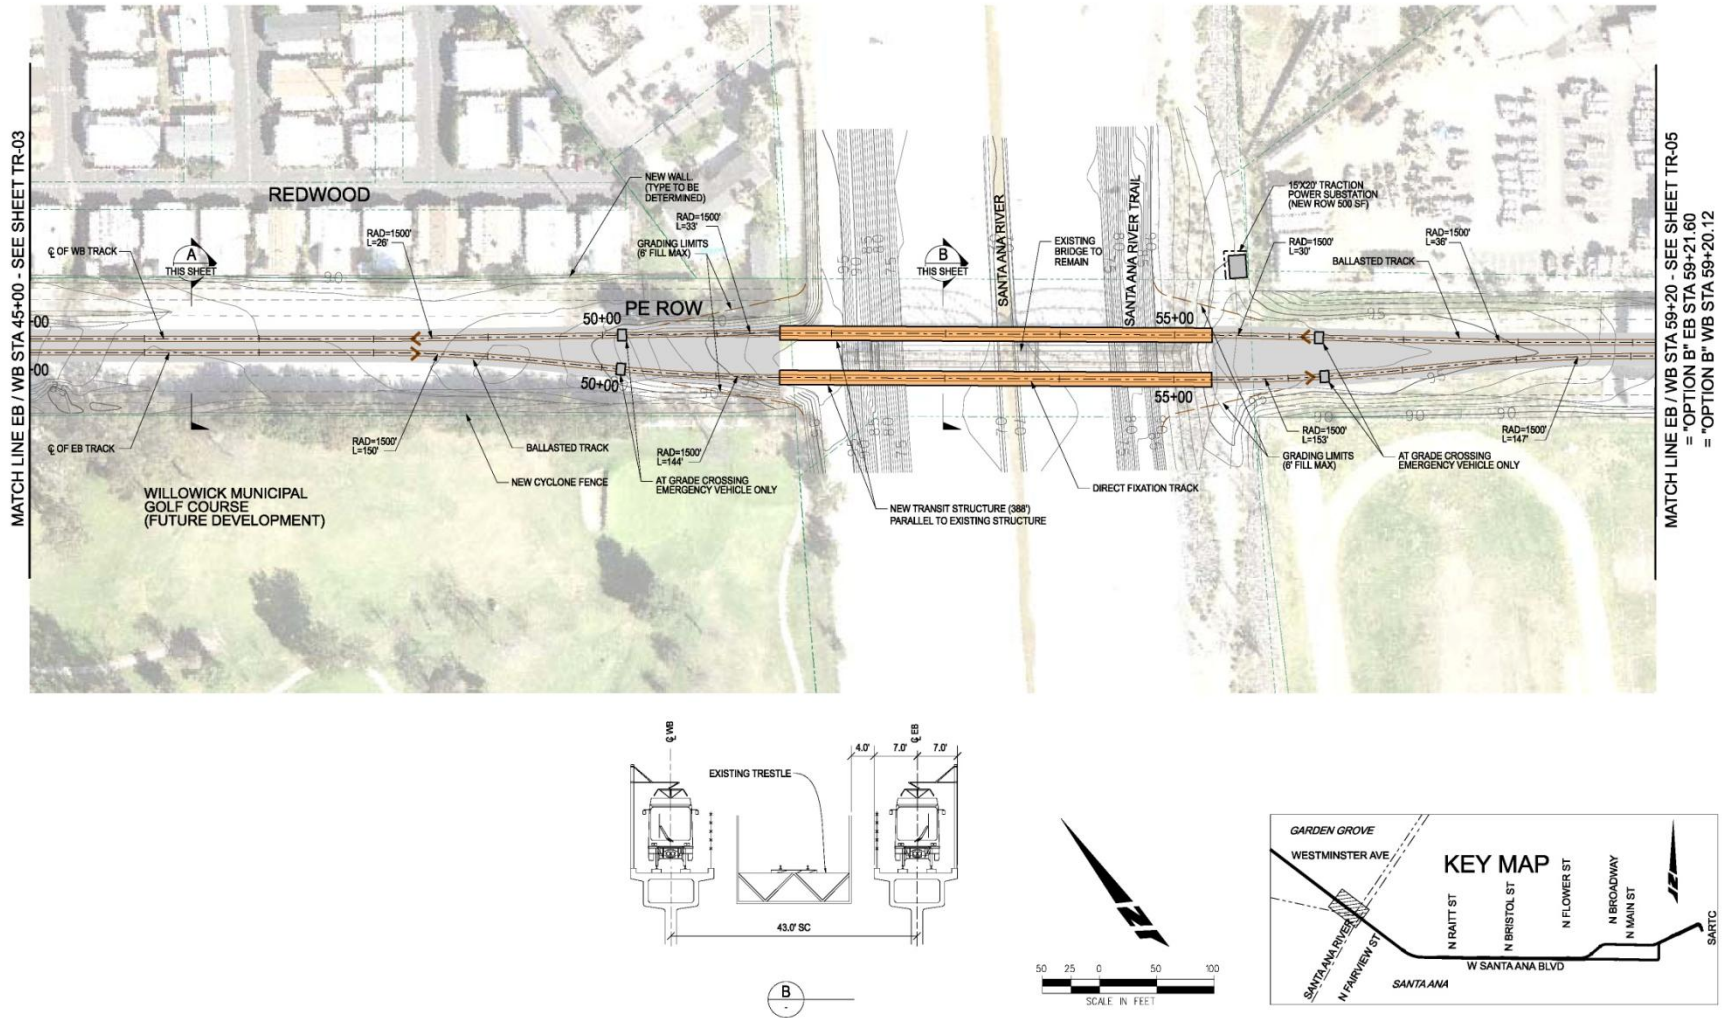 MATCH LINE EB / WB STA 45+00 - SEE SHEET TR-03
REDWOOD
NEW WALL
(TYPE TO BE
DETERMINED)
RAD=1500'
L=33'
GRADING LIMITS
(6' FILL MAX)
RAD=1500'
L=26'
℄ OF WB TRACK
A
THIS SHEET
B
THIS SHEET
PE ROW
SANTA ANA RIVER
EXISTING
BRIDGE TO
REMAIN
SANTA ANA RIVER TRAIL
15'X20' TRACTION
POWER SUBSTATION
(NEW ROW 500 SF)
RAD=1500'
L=30'
RAD=1500'
L=36'
BALLASTED TRACK
-00
50+00
55+00
-00
50+00
55+00
90
95
90
95
90
90
℄ OF EB TRACK
RAD=1500'
L=150'
BALLASTED TRACK
NEW CYCLONE FENCE
RAD=1500'
L=144'
AT GRADE CROSSING
EMERGENCY VEHICLE ONLY
NEW TRANSIT STRUCTURE (388')
PARALLEL TO EXISTING STRUCTURE
DIRECT FIXATION TRACK
RAD=1500'
L=153'
GRADING LIMITS
(6' FILL MAX)
AT GRADE CROSSING
EMERGENCY VEHICLE ONLY
RAD=1500'
L=147'
WILLOWICK MUNICIPAL
GOLF COURSE
(FUTURE DEVELOPMENT)
MATCH LINE EB / WB STA 59+20 - SEE SHEET TR-05
= "OPTION B" EB STA 59+21.60
= "OPTION B" WB STA 59+20.12
℄ WB
℄ EB
4.0'
7.0'
7.0'
EXISTING TRESTLE
43.0' SC
B
-
N
50 25 0 50 100
SCALE IN FEET
GARDEN GROVE
WESTMINSTER AVE
KEY MAP
N
SANTA ANA RIVER
N FAIRVIEW ST
N RAITT ST
N BRISTOL ST
N FLOWER ST
N BROADWAY
N MAIN ST
SARTC
W SANTA ANA BLVD
SANTA ANA